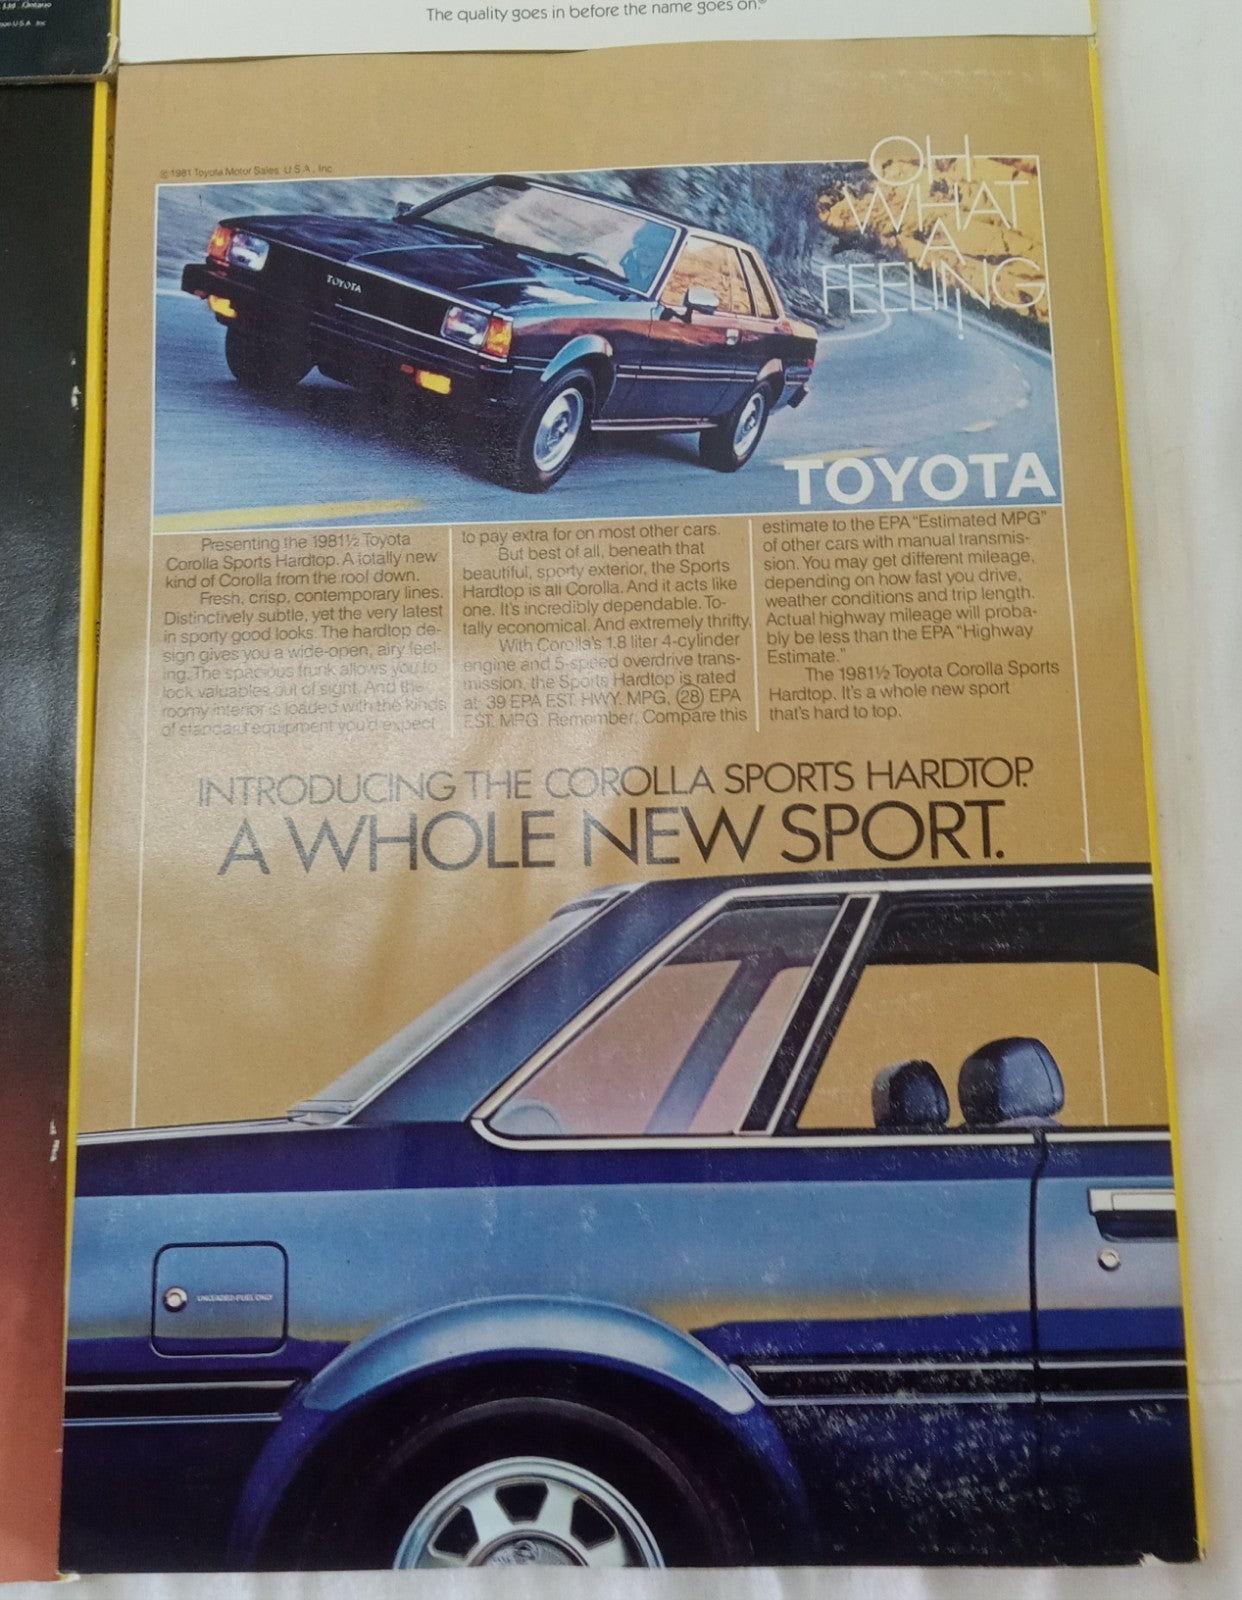 Ltd., Ontario
The quality goes in before the name goes on.®
© 1981 Toyota Motor Sales, U.S.A., Inc.
OH
WHAT
A
FEELING!
TOYOTA
TOYOTA
Presenting the 1981½ Toyota
Corolla Sports Hardtop. A totally new
kind of Corolla from the roof down.
Fresh, crisp, contemporary lines.
Distinctively subtle, yet the very latest
in sporty good looks. The hardtop de-
sign gives you a wide-open, airy feel-
ing. The spacious trunk allows you to
lock valuables out of sight. And the
roomy interior is loaded with the kinds
of standard equipment you'd expect
to pay extra for on most other cars.
But best of all, beneath that
beautiful, sporty exterior, the Sports
Hardtop is all Corolla. And it acts like
one. It's incredibly dependable. To-
tally economical. And extremely thrifty.
With Corolla's 1.8 liter 4-cylinder
engine and 5-speed overdrive trans-
mission, the Sports Hardtop is rated
at: 39 EPA EST. HWY. MPG, 28 EPA
EST. MPG. Remember: Compare this
estimate to the EPA "Estimated MPG"
of other cars with manual transmis-
sion. You may get different mileage,
depending on how fast you drive,
weather conditions and trip length.
Actual highway mileage will proba-
bly be less than the EPA "Highway
Estimate."
The 1981½ Toyota Corolla Sports
Hardtop. It's a whole new sport
that's hard to top.
INTRODUCING THE COROLLA SPORTS HARDTOP.
A WHOLE NEW SPORT.
UNLEADED FUEL ONLY